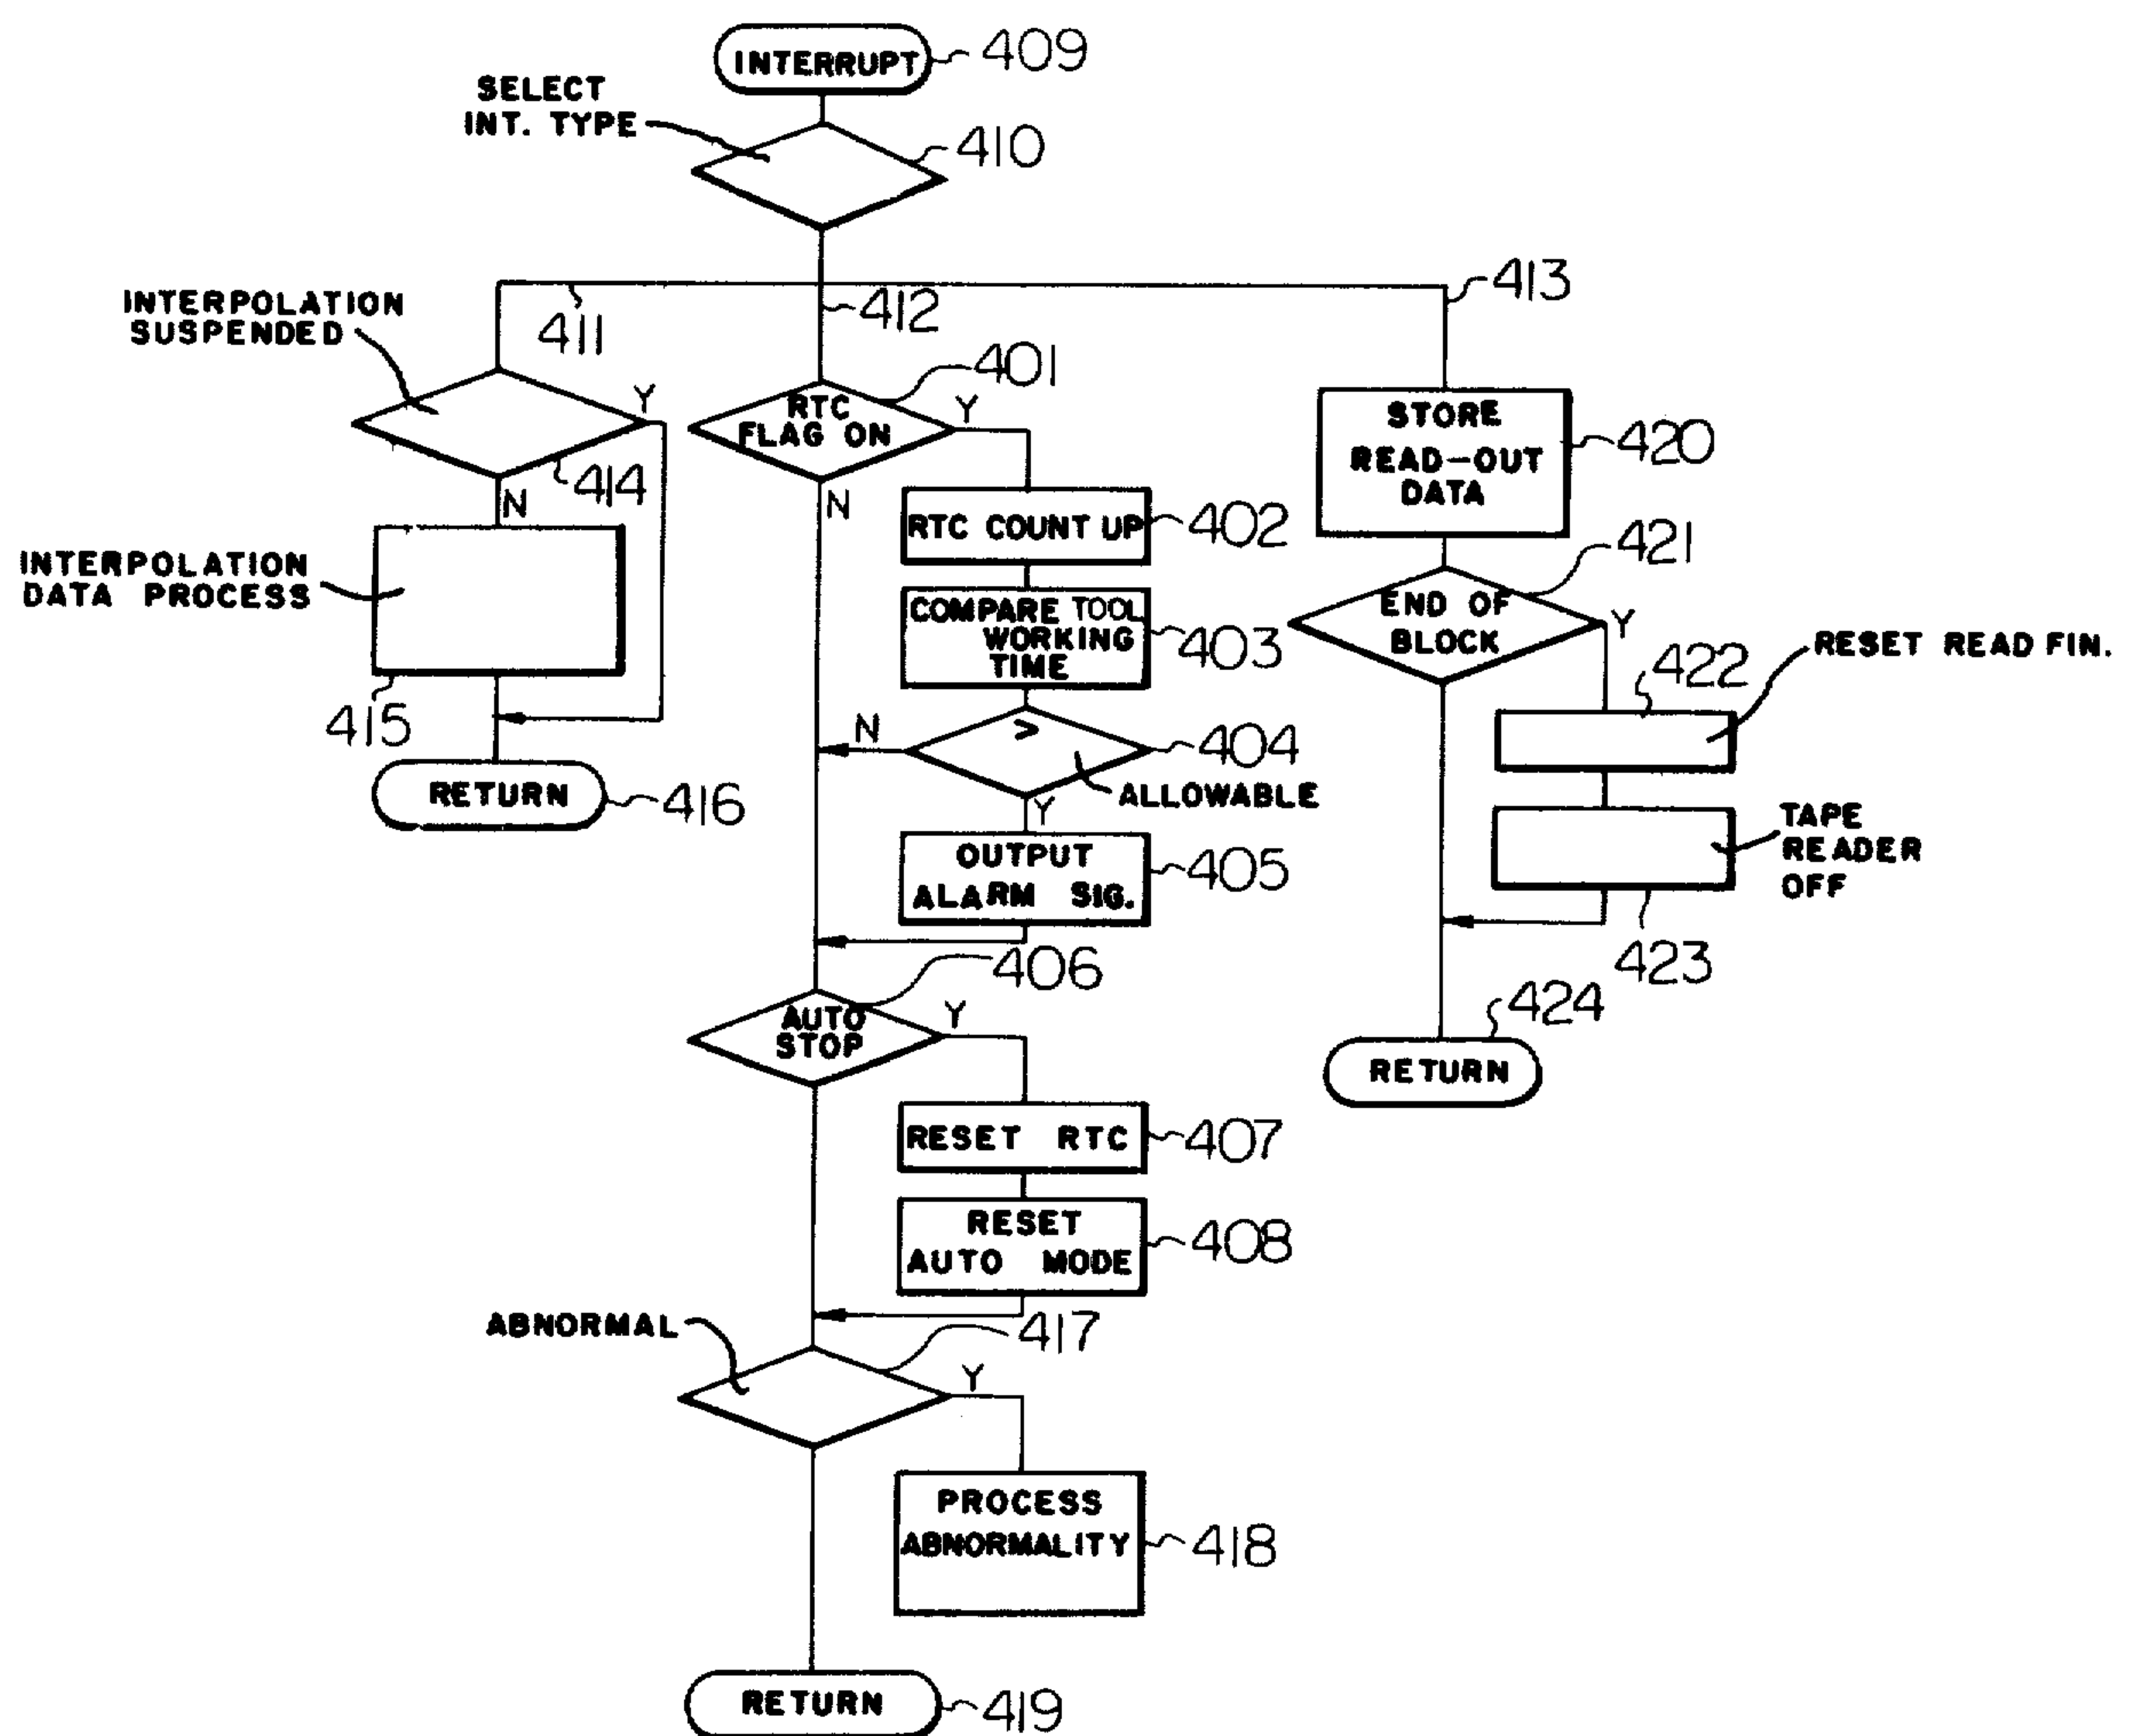 INTERRUPT
409
SELECT
INT. TYPE
410
411
412
413
INTERPOLATION
SUSPENDED
Y
414
N
INTERPOLATION
DATA PROCESS
415
RETURN
416
401
RTC
FLAG ON
Y
N
RTC COUNT UP
402
COMPARE TOOL
WORKING
TIME
403
>
N
404
ALLOWABLE
Y
OUTPUT
ALARM SIG.
405
406
AUTO
STOP
Y
RESET RTC
407
RESET
AUTO MODE
408
ABNORMAL
417
Y
PROCESS
ABNORMALITY
418
RETURN
419
STORE
READ-OUT
DATA
420
421
END OF
BLOCK
Y
422
RESET READ FIN.
TAPE
READER
OFF
423
424
RETURN